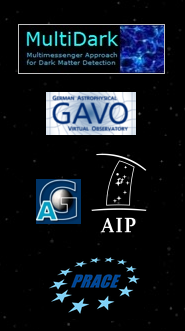 MultiDark
Multimessenger Approach
for Dark Matter Detection
GERMAN ASTROPHYSICAL
GAVO
VIRTUAL OBSERVATORY
AG
AIP
PRACE